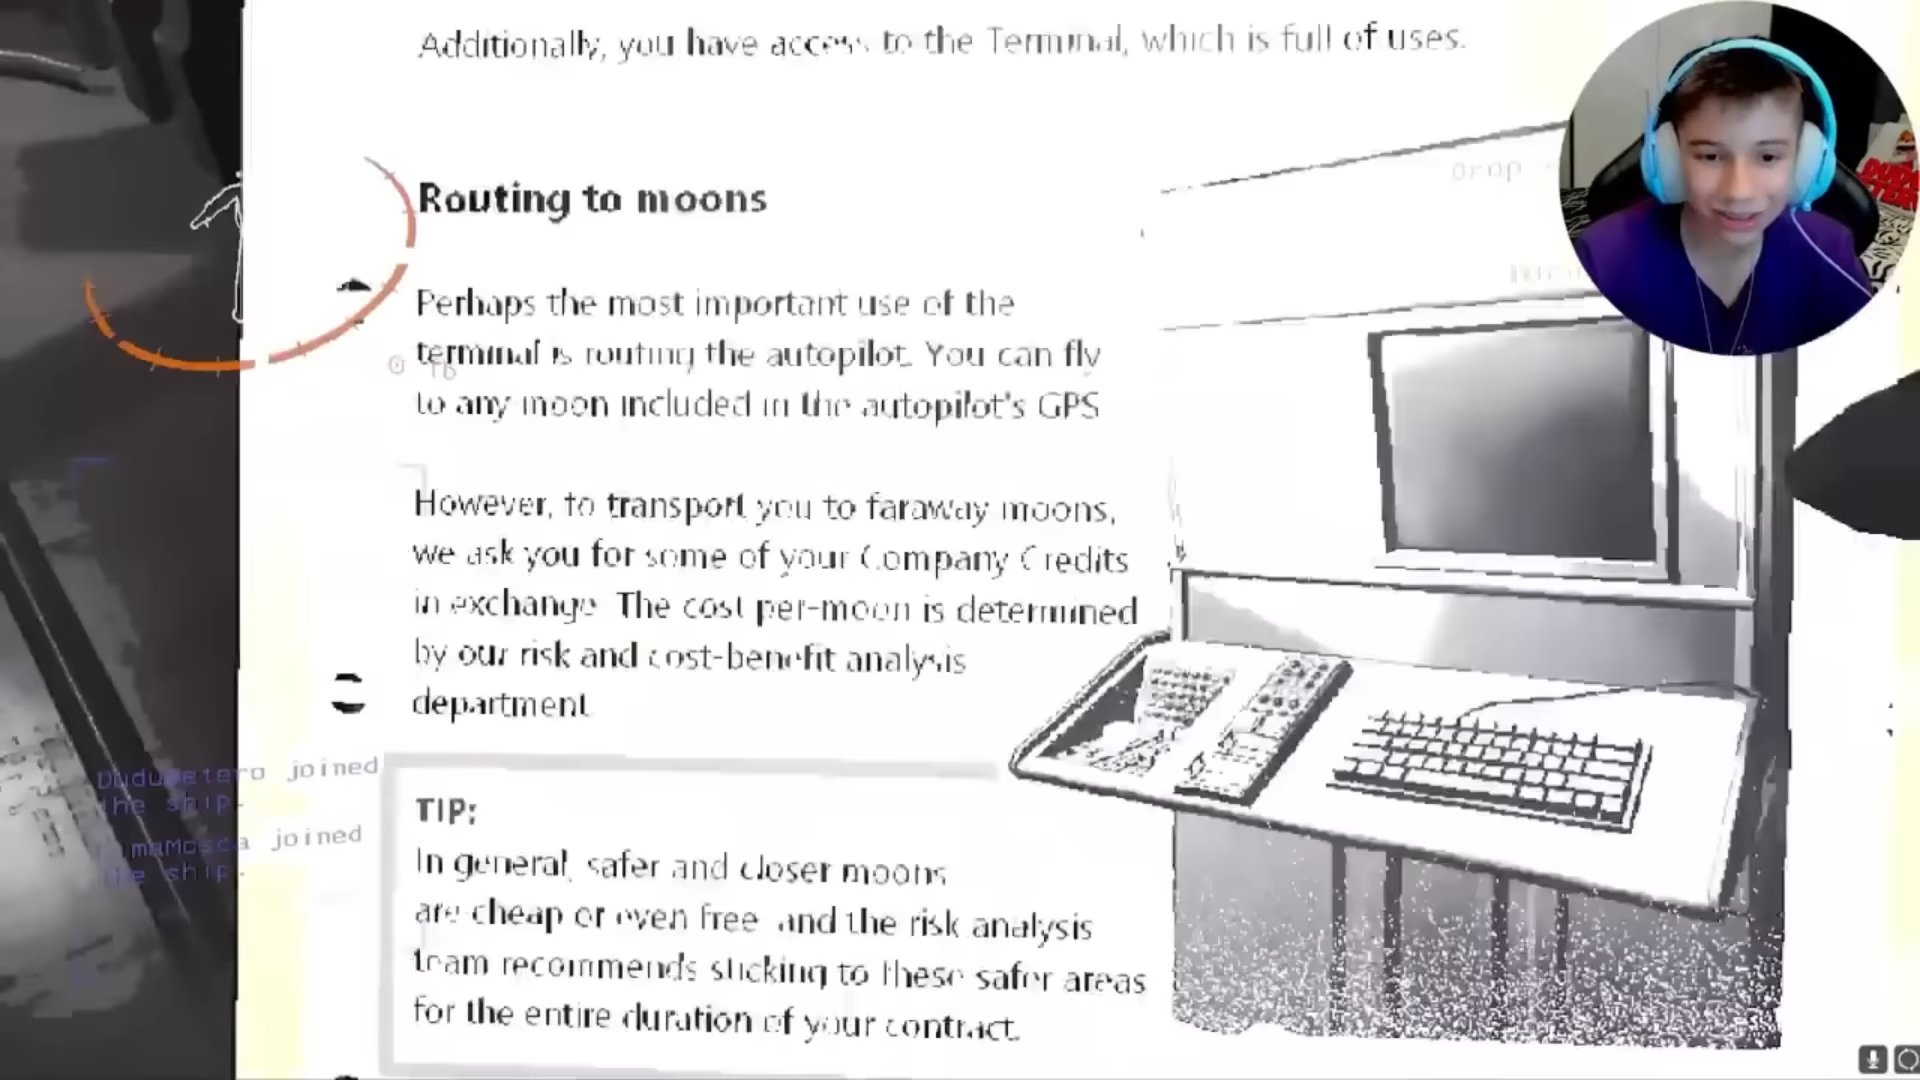 Additionally, you have access to the Terminal, which is full of uses.
Routing to moons
Perhaps the most important use of the
terminal is routing the autopilot. You can fly
to any moon included in the autopilot's GPS
However, to transport you to faraway moons,
we ask you for some of your Company Credits
in exchange. The cost per-moon is determined
by our risk and cost-benefit analysis
department
TIP:
In general, safer and closer moons
are cheap or even free and the risk analysis
team recommends sticking to these safer areas
for the entire duration of your contract.
joined
the ship.
joined
the ship.
Drop